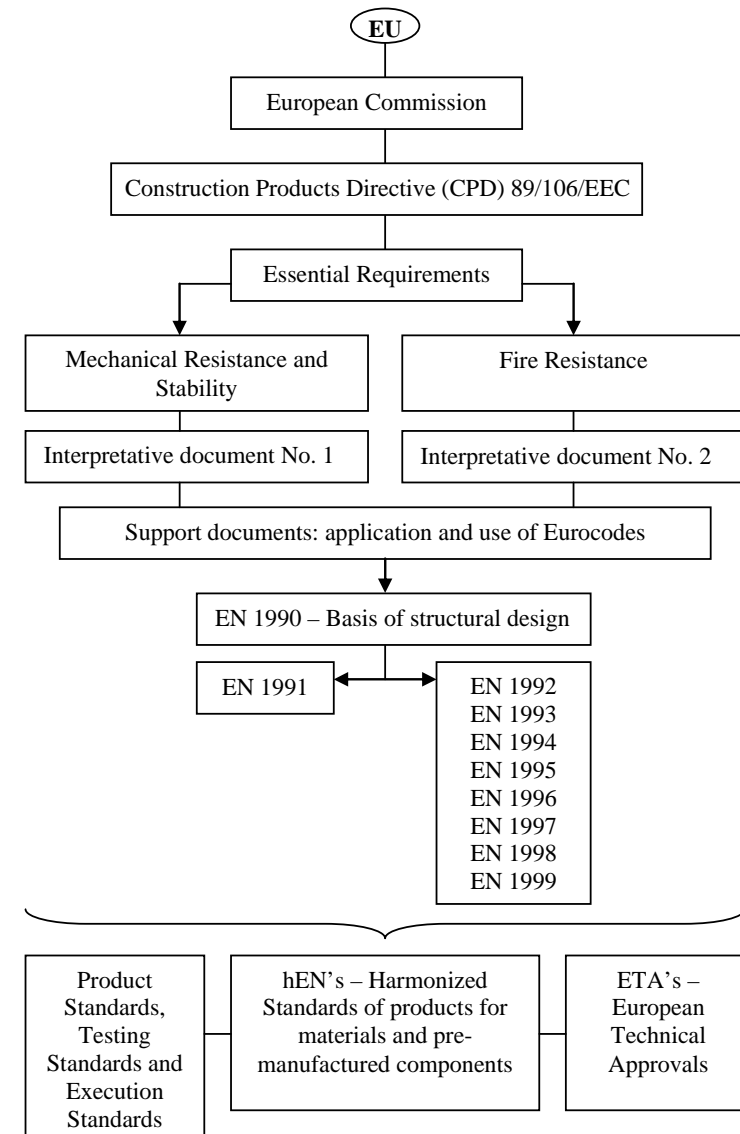 EU
European Commission
Construction Products Directive (CPD) 89/106/EEC
Essential Requirements
Mechanical Resistance and
Stability
Fire Resistance
Interpretative document No. 1
Interpretative document No. 2
Support documents: application and use of Eurocodes
EN 1990 – Basis of structural design
EN 1991
EN 1992
EN 1993
EN 1994
EN 1995
EN 1996
EN 1997
EN 1998
EN 1999
Product
Standards,
Testing
Standards and
Execution
Standards
hEN’s – Harmonized
Standards of products for
materials and pre-
manufactured components
ETA’s –
European
Technical
Approvals